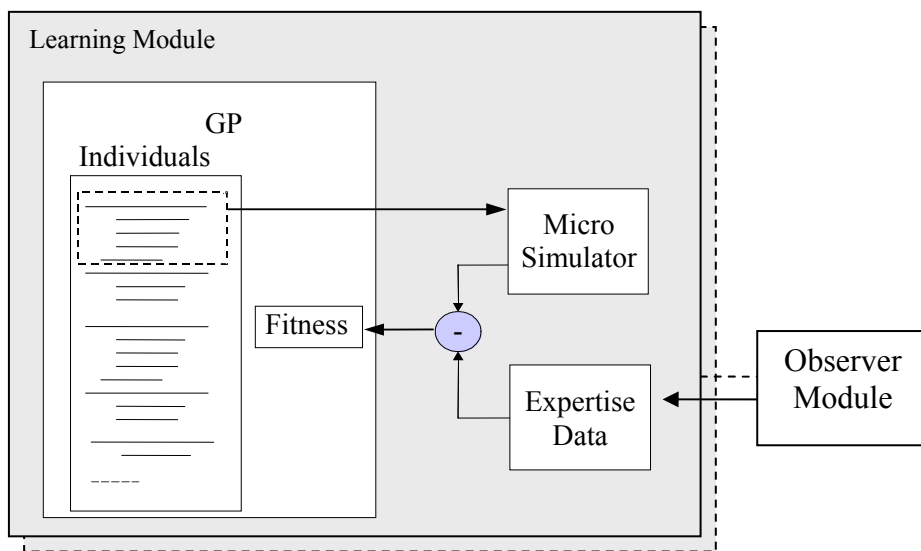 Learning Module
GP
Individuals
Micro
Simulator
Fitness
-
Expertise
Data
Observer
Module